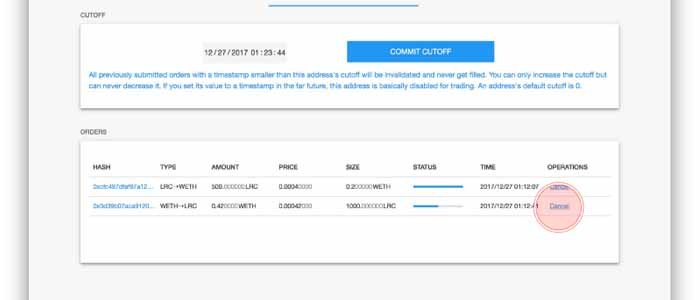 CUTOFF
12/27/2017 01:23:44
COMMIT CUTOFF
All previously submitted orders with a timestamp smaller than this address's cutoff will be invalidated and never get filled. You can only increase the cutoff but
can never decrease it. If you set its value to a timestamp in the far future, this address is basically disabled for trading. An address's default cutoff is 0.
ORDERS
HASH TYPE AMOUNT PRICE SIZE STATUS TIME OPERATIONS
LRC→WETH 500.000000LRC 0.00040000 0.200000WETH 2017/12/27 01:12:07 Cancel
WETH→LRC 0.420000WETH 0.00042000 1000.000000LRC 2017/12/27 Cancel